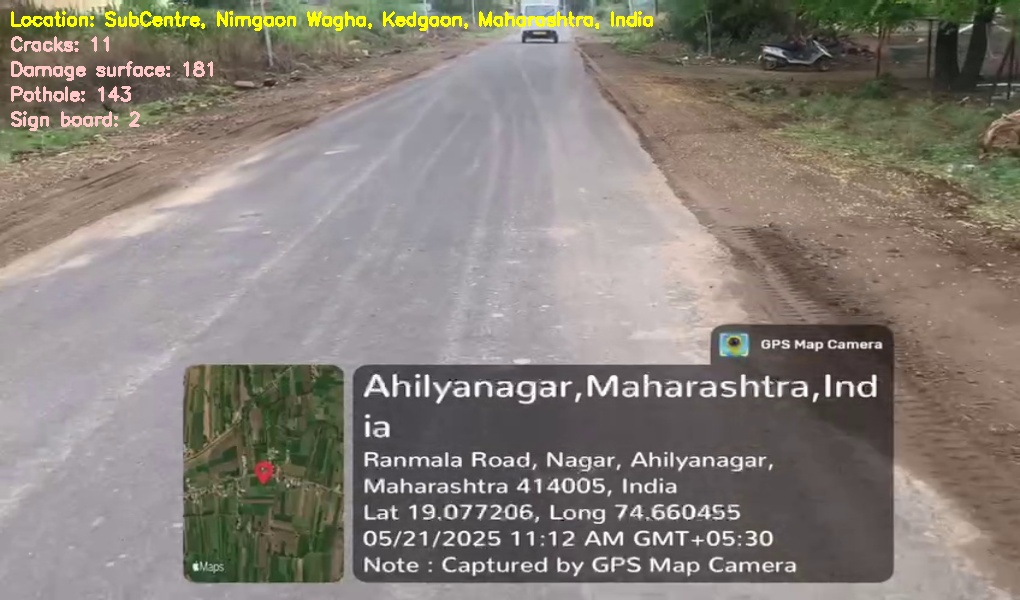 Location: SubCentre, Nimgaon Wagha, Kedgaon, Maharashtra, India
Cracks: 11
Damage surface: 181
Pothole: 143
Sign board: 2
GPS Map Camera
Ahilyanagar,Maharashtra,Ind
ia
Ranmala Road, Nagar, Ahilyanagar,
Maharashtra 414005, India
Lat 19.077206, Long 74.660455
05/21/2025 11:12 AM GMT+05:30
Note : Captured by GPS Map Camera
Maps